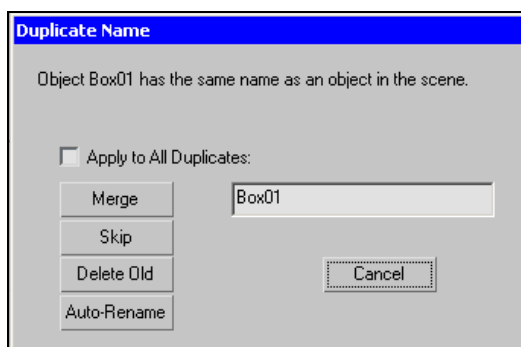 Duplicate Name
Object Box01 has the same name as an object in the scene.
Apply to All Duplicates:
Merge
Box01
Skip
Delete Old
Cancel
Auto-Rename